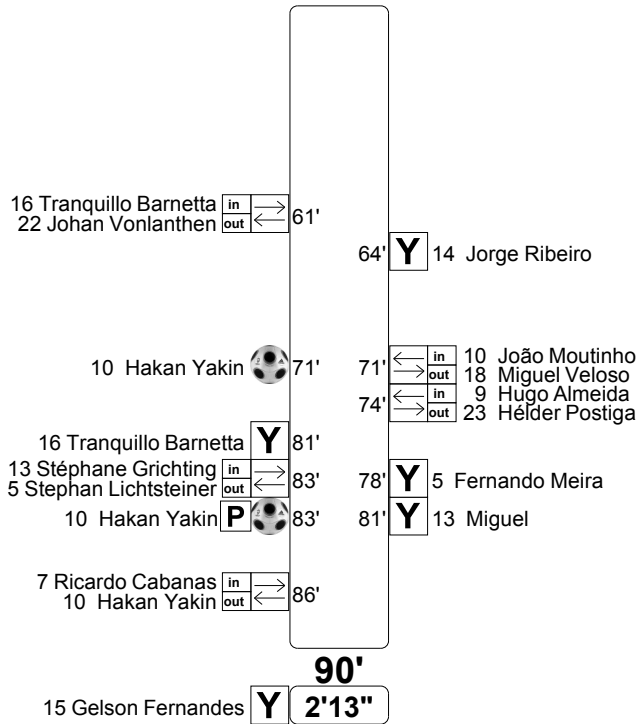 16 Tranquillo Barnetta in
22 Johan Vonlanthen out 61'
64' Y 14 Jorge Ribeiro
10 Hakan Yakin 71'
71' in 10 João Moutinho
out 18 Miguel Veloso
74' in 9 Hugo Almeida
out 23 Hélder Postiga
16 Tranquillo Barnetta Y 81'
13 Stéphane Grichting in
5 Stephan Lichtsteiner out 83'
78' Y 5 Fernando Meira
10 Hakan Yakin P 83'
81' Y 13 Miguel
7 Ricardo Cabanas in
10 Hakan Yakin out 86'
90'
15 Gelson Fernandes Y 2'13"